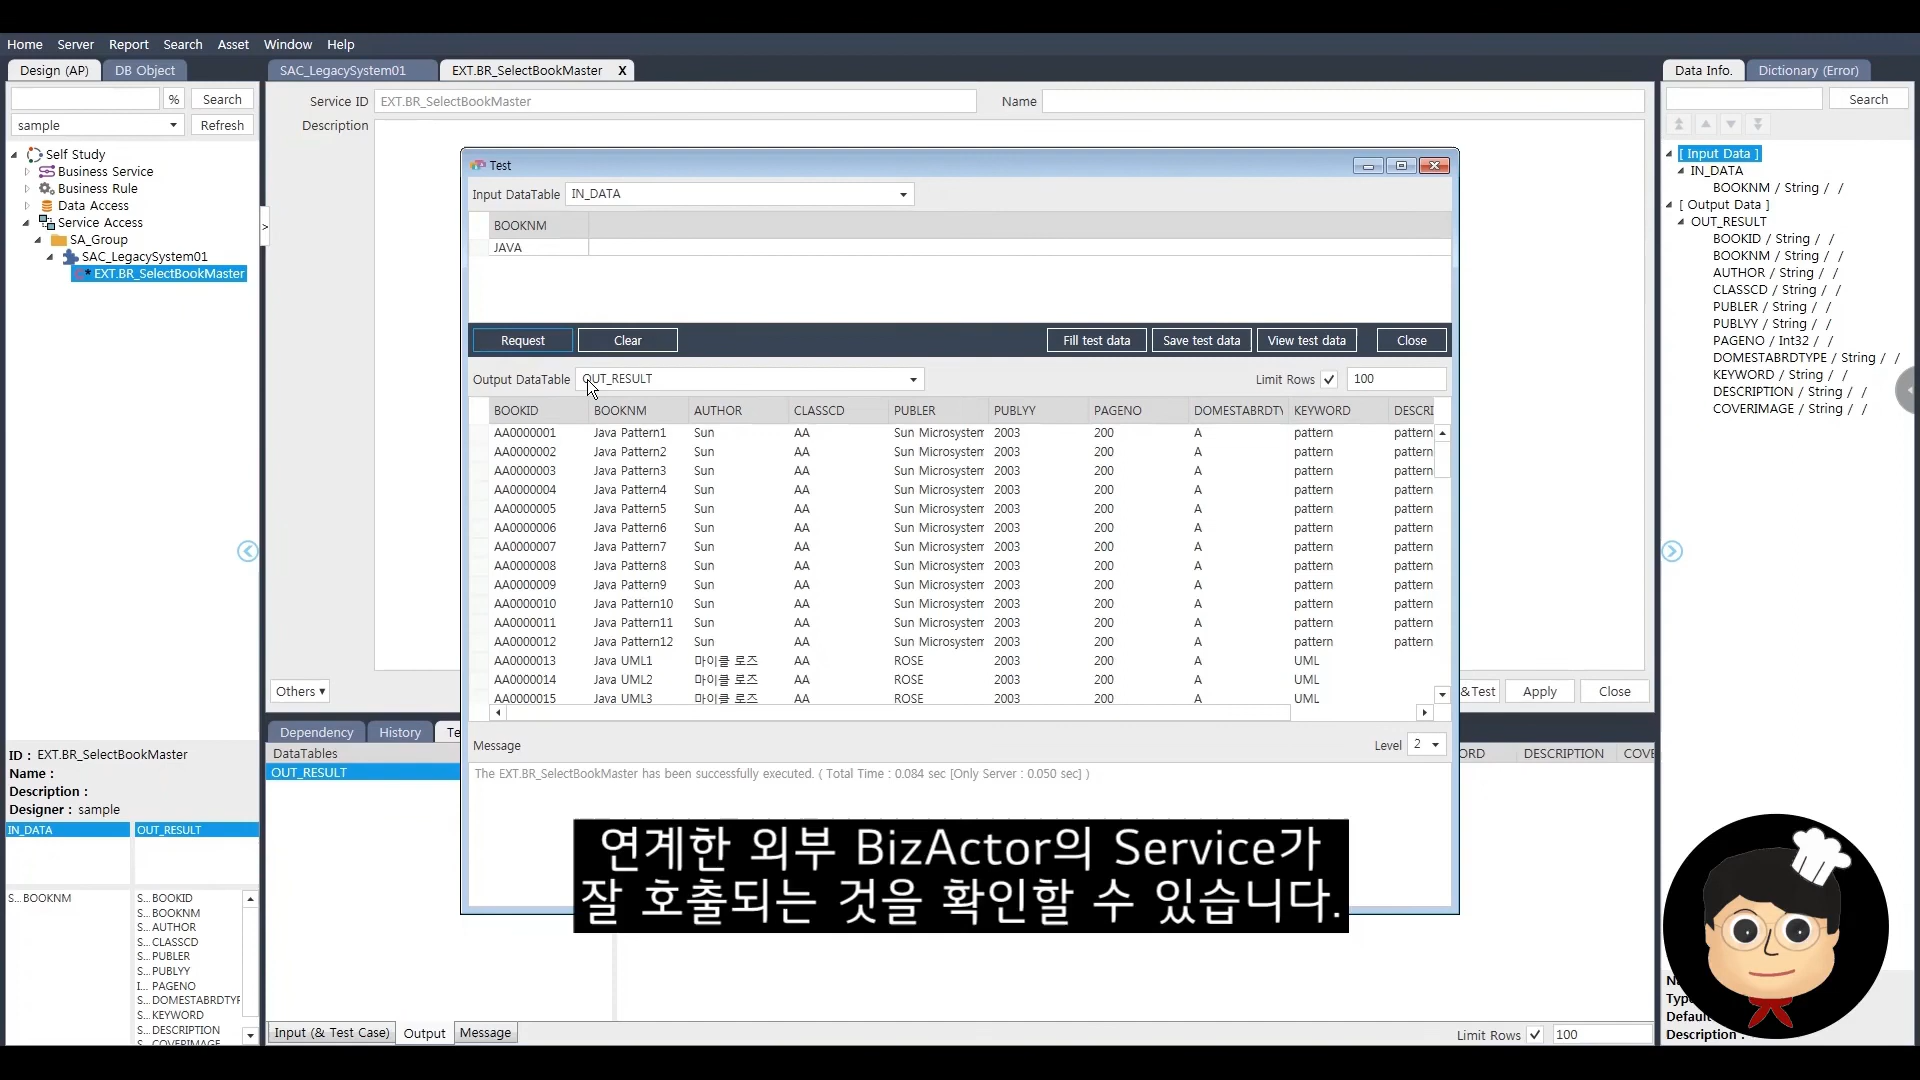 Home Server Report Search Asset Window Help
Design (AP) DB Object
% Search
sample Refresh
Self Study
Business Service
Business Rule
Data Access
Service Access
SA_Group
SAC_LegacySystem01
* EXT.BR_SelectBookMaster
ID : EXT.BR_SelectBookMaster
Name :
Description :
Designer : sample
IN_DATA OUT_RESULT
S... BOOKNM
S... BOOKID
S... BOOKNM
S... AUTHOR
S... CLASSCD
S... PUBLER
S... PUBLYY
I... PAGENO
S... DOMESTABRDTYF
S... KEYWORD
S... DESCRIPTION
S... COVERIMAGE
SAC_LegacySystem01 EXT.BR_SelectBookMaster X
Service ID EXT.BR_SelectBookMaster Name
Description
Test
Input DataTable IN_DATA
BOOKNM
JAVA
Request Clear Fill test data Save test data View test data Close
Output DataTable OUT_RESULT Limit Rows 100
BOOKID BOOKNM AUTHOR CLASSCD PUBLER PUBLYY PAGENO DOMESTABRDTY KEYWORD DESCRI
AA0000001 Java Pattern1 Sun AA Sun Microsystem 2003 200 A pattern pattern
AA0000002 Java Pattern2 Sun AA Sun Microsystem 2003 200 A pattern pattern
AA0000003 Java Pattern3 Sun AA Sun Microsystem 2003 200 A pattern pattern
AA0000004 Java Pattern4 Sun AA Sun Microsystem 2003 200 A pattern pattern
AA0000005 Java Pattern5 Sun AA Sun Microsystem 2003 200 A pattern pattern
AA0000006 Java Pattern6 Sun AA Sun Microsystem 2003 200 A pattern pattern
AA0000007 Java Pattern7 Sun AA Sun Microsystem 2003 200 A pattern pattern
AA0000008 Java Pattern8 Sun AA Sun Microsystem 2003 200 A pattern pattern
AA0000009 Java Pattern9 Sun AA Sun Microsystem 2003 200 A pattern pattern
AA0000010 Java Pattern10 Sun AA Sun Microsystem 2003 200 A pattern pattern
AA0000011 Java Pattern11 Sun AA Sun Microsystem 2003 200 A pattern pattern
AA0000012 Java Pattern12 Sun AA Sun Microsystem 2003 200 A pattern pattern
AA0000013 Java UML1 마이클 로즈 AA ROSE 2003 200 A UML
AA0000014 Java UML2 마이클 로즈 AA ROSE 2003 200 A UML
AA0000015 Java UML3 마이클 로즈 AA ROSE 2003 200 A UML
Message Level 2
The EXT.BR_SelectBookMaster has been successfully executed. ( Total Time : 0.084 sec [Only Server : 0.050 sec] )
연계한 외부 BizActor의 Service가
잘 호출되는 것을 확인할 수 있습니다.
Others ▾ &Test Apply Close
Dependency History Te
DataTables ORD DESCRIPTION COVE
OUT_RESULT
Input (& Test Case) Output Message Limit Rows 100
Data Info. Dictionary (Error)
Search
[ Input Data ]
IN_DATA
BOOKNM / String / /
[ Output Data ]
OUT_RESULT
BOOKID / String / /
BOOKNM / String / /
AUTHOR / String / /
CLASSCD / String / /
PUBLER / String / /
PUBLYY / String / /
PAGENO / Int32 / /
DOMESTABRDTYPE / String / /
KEYWORD / String / /
DESCRIPTION / String / /
COVERIMAGE / String / /
Type
Default
Description :